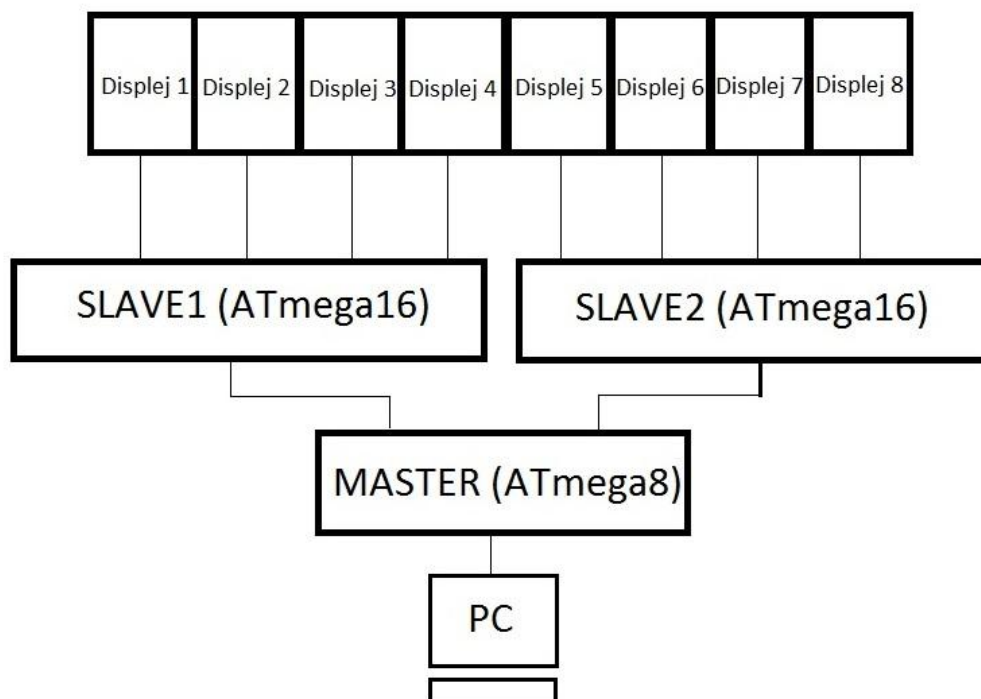 Displej 1
Displej 2
Displej 3
Displej 4
Displej 5
Displej 6
Displej 7
Displej 8
SLAVE1 (ATmega16)
SLAVE2 (ATmega16)
MASTER (ATmega8)
PC